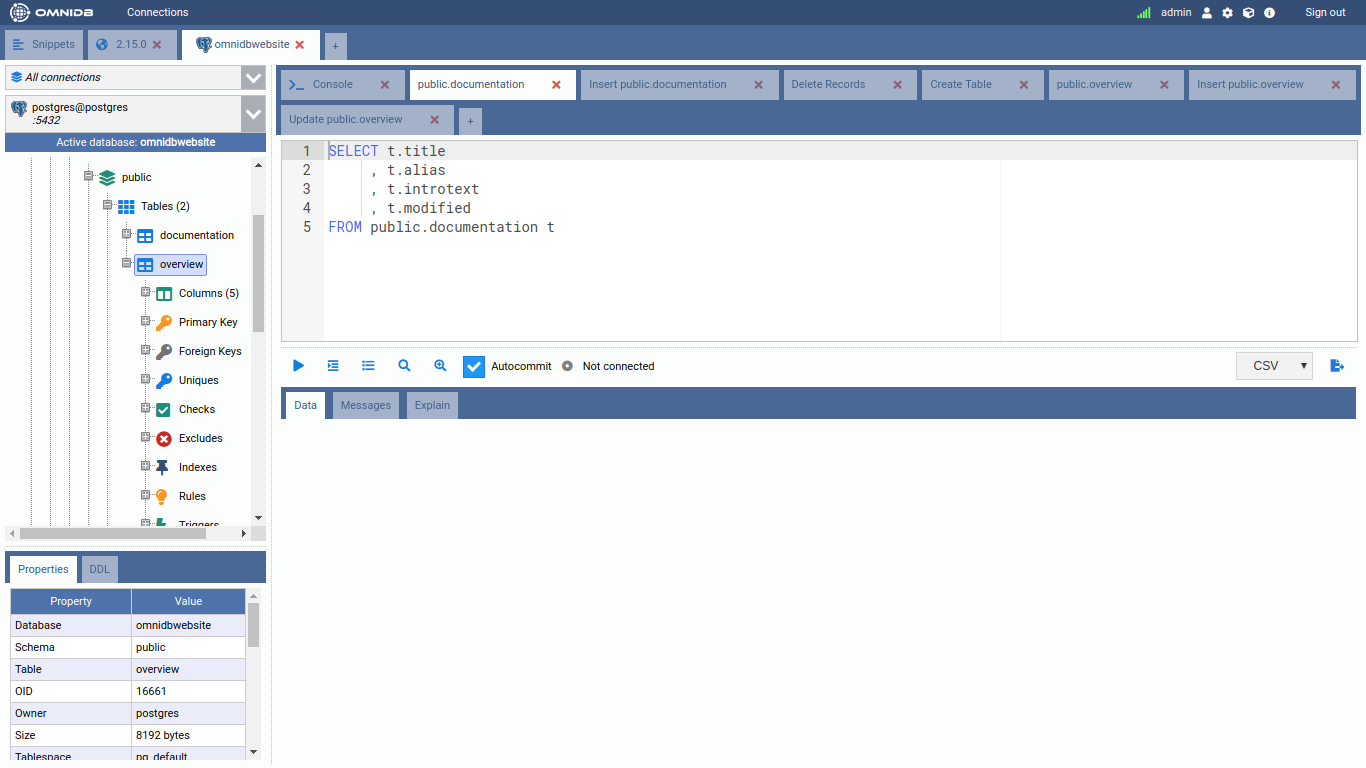 OMNIDB Connections admin Sign out
Snippets 2.15.0 omnidbwebsite +
All connections
postgres@postgres
:5432
Active database: omnidbwebsite
public
Tables (2)
documentation
overview
Columns (5)
Primary Key
Foreign Keys
Uniques
Checks
Excludes
Indexes
Rules
Triggers
Properties DDL
Property Value
Database omnidbwebsite
Schema public
Table overview
OID 16661
Owner postgres
Size 8192 bytes
Tablespace pg_default
Console public.documentation Insert public.documentation Delete Records Create Table public.overview Insert public.overview
Update public.overview +
1 SELECT t.title
2 , t.alias
3 , t.introtext
4 , t.modified
5 FROM public.documentation t
Autocommit Not connected CSV
Data Messages Explain